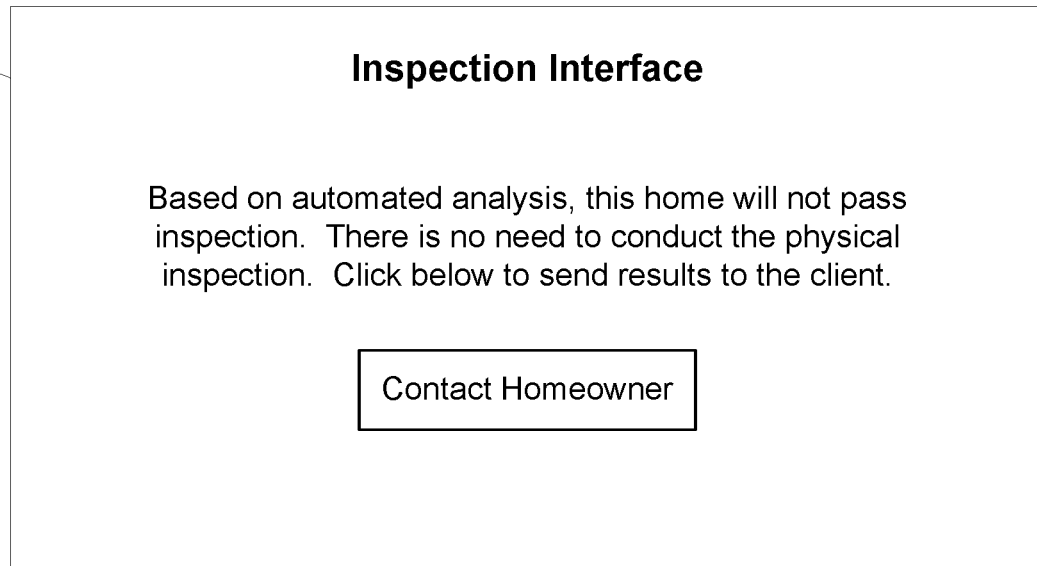 Inspection Interface
Based on automated analysis, this home will not pass
inspection.  There is no need to conduct the physical
inspection.  Click below to send results to the client.
Contact Homeowner